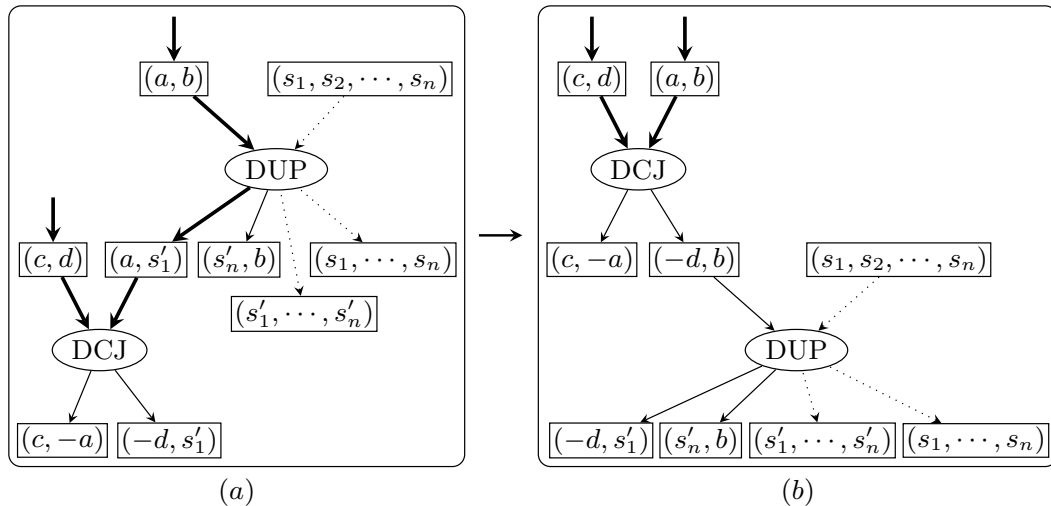 (a, b) (s₁, s₂, ⋯, sₙ)
DUP
(c, d) (a, s′₁) (s′ₙ, b) (s₁, ⋯, sₙ)
(s′₁, ⋯, s′ₙ)
DCJ
(c, −a) (−d, s′₁)
(a)
(c, d) (a, b)
DCJ
(c, −a) (−d, b) (s₁, s₂, ⋯, sₙ)
DUP
(−d, s′₁) (s′ₙ, b) (s′₁, ⋯, s′ₙ) (s₁, ⋯, sₙ)
(b)